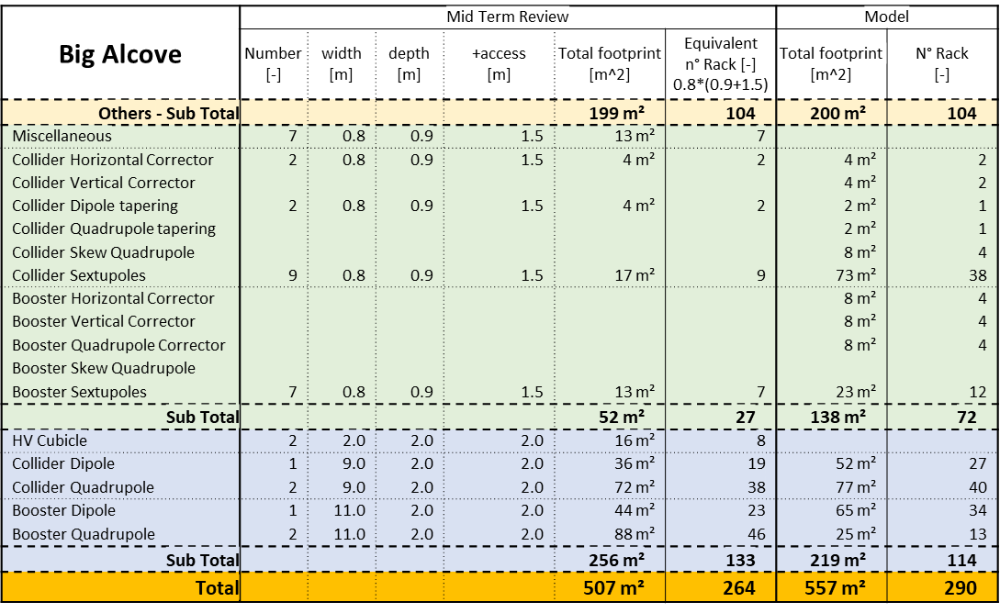 Mid Term Review Model
Big Alcove
Number [-] width [m] depth [m] +access [m] Total footprint [m^2] Equivalent n° Rack [-] 0.8*(0.9+1.5) Total footprint [m^2] N° Rack [-]
Others - Sub Total 199 m² 104 200 m² 104
Miscellaneous 7 0.8 0.9 1.5 13 m² 7
Collider Horizontal Corrector 2 0.8 0.9 1.5 4 m² 2 4 m² 2
Collider Vertical Corrector 4 m² 2
Collider Dipole tapering 2 0.8 0.9 1.5 4 m² 2 2 m² 1
Collider Quadrupole tapering 2 m² 1
Collider Skew Quadrupole 8 m² 4
Collider Sextupoles 9 0.8 0.9 1.5 17 m² 9 73 m² 38
Booster Horizontal Corrector 8 m² 4
Booster Vertical Corrector 8 m² 4
Booster Quadrupole Corrector 8 m² 4
Booster Skew Quadrupole
Booster Sextupoles 7 0.8 0.9 1.5 13 m² 7 23 m² 12
Sub Total 52 m² 27 138 m² 72
HV Cubicle 2 2.0 2.0 2.0 16 m² 8
Collider Dipole 1 9.0 2.0 2.0 36 m² 19 52 m² 27
Collider Quadrupole 2 9.0 2.0 2.0 72 m² 38 77 m² 40
Booster Dipole 1 11.0 2.0 2.0 44 m² 23 65 m² 34
Booster Quadrupole 2 11.0 2.0 2.0 88 m² 46 25 m² 13
Sub Total 256 m² 133 219 m² 114
Total 507 m² 264 557 m² 290